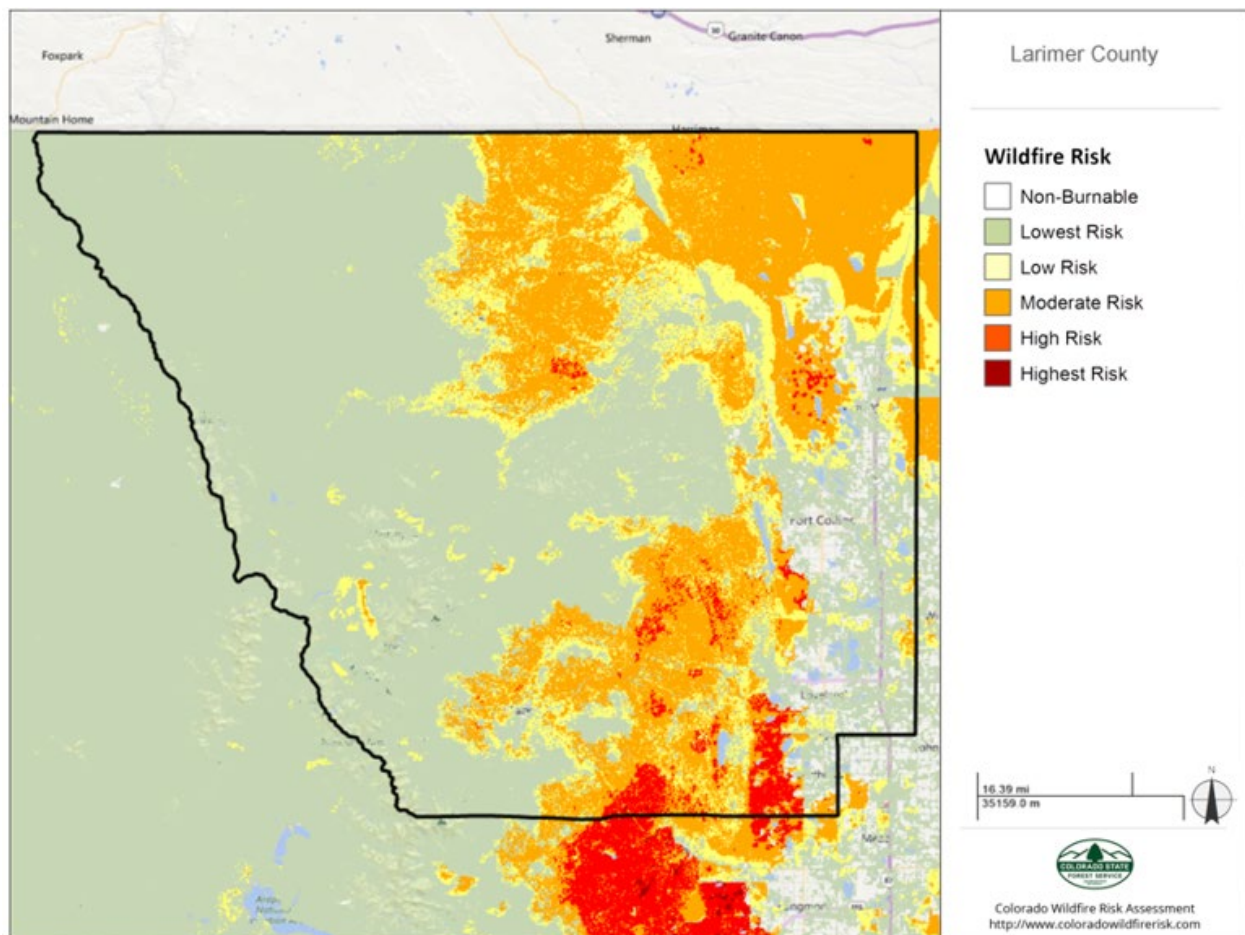 Foxpark
Sherman
30
Granite Canon
Mountain Home
Harriman
Larimer County
Wildfire Risk
Non-Burnable
Lowest Risk
Low Risk
Moderate Risk
High Risk
Highest Risk
16.39 mi
35159.0 m
N
COLORADO STATE
FOREST SERVICE
Colorado Wildfire Risk Assessment
http://www.coloradowildfirerisk.com